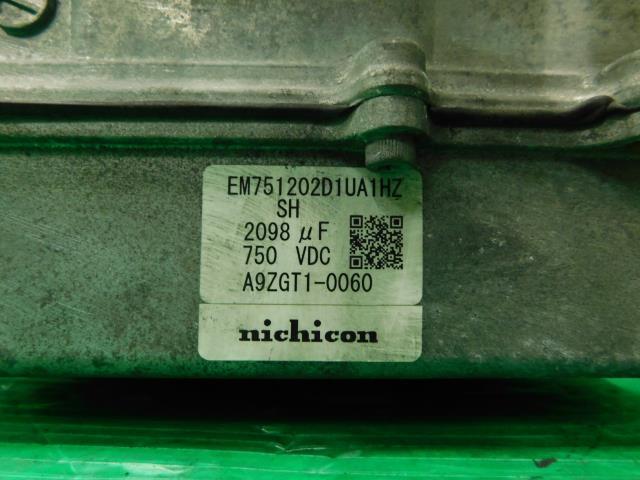 EM751202D1UA1HZ
SH
2098 μF
750 VDC
A9ZGT1-0060
nichicon